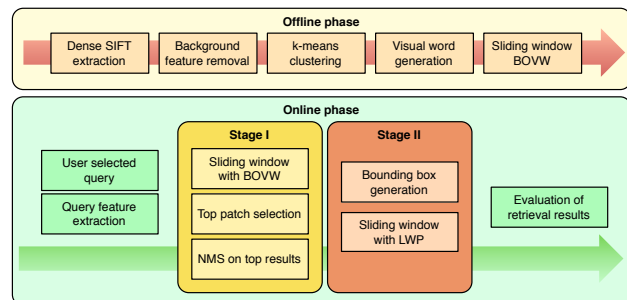 Offline phase
Dense SIFT
extraction
Background
feature removal
k-means
clustering
Visual word
generation
Sliding window
BOVW
Online phase
User selected
query
Query feature
extraction
Stage I
Sliding window
with BOVW
Top patch selection
NMS on top results
Stage II
Bounding box
generation
Sliding window
with LWP
Evaluation of
retrieval results